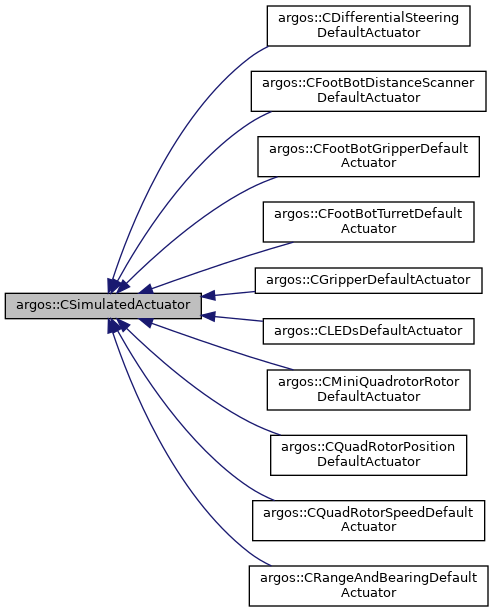 argos::CDifferentialSteering
DefaultActuator
argos::CFootBotDistanceScanner
DefaultActuator
argos::CFootBotGripperDefault
Actuator
argos::CFootBotTurretDefault
Actuator
argos::CGripperDefaultActuator
argos::CSimulatedActuator
argos::CLEDsDefaultActuator
argos::CMiniQuadrotorRotor
DefaultActuator
argos::CQuadRotorPosition
DefaultActuator
argos::CQuadRotorSpeedDefault
Actuator
argos::CRangeAndBearingDefault
Actuator